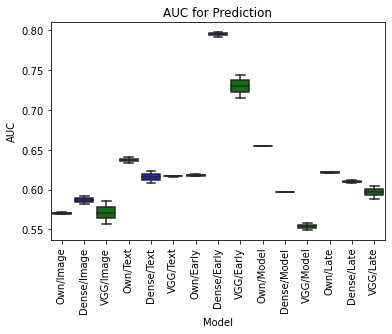 AUC for Prediction
0.80
0.75
0.70
0.65
0.60
0.55
AUC
Own/Image
Dense/Image
VGG/Image
Own/Text
Dense/Text
VGG/Text
Own/Early
Dense/Early
VGG/Early
Own/Model
Dense/Model
VGG/Model
Own/Late
Dense/Late
VGG/Late
Model